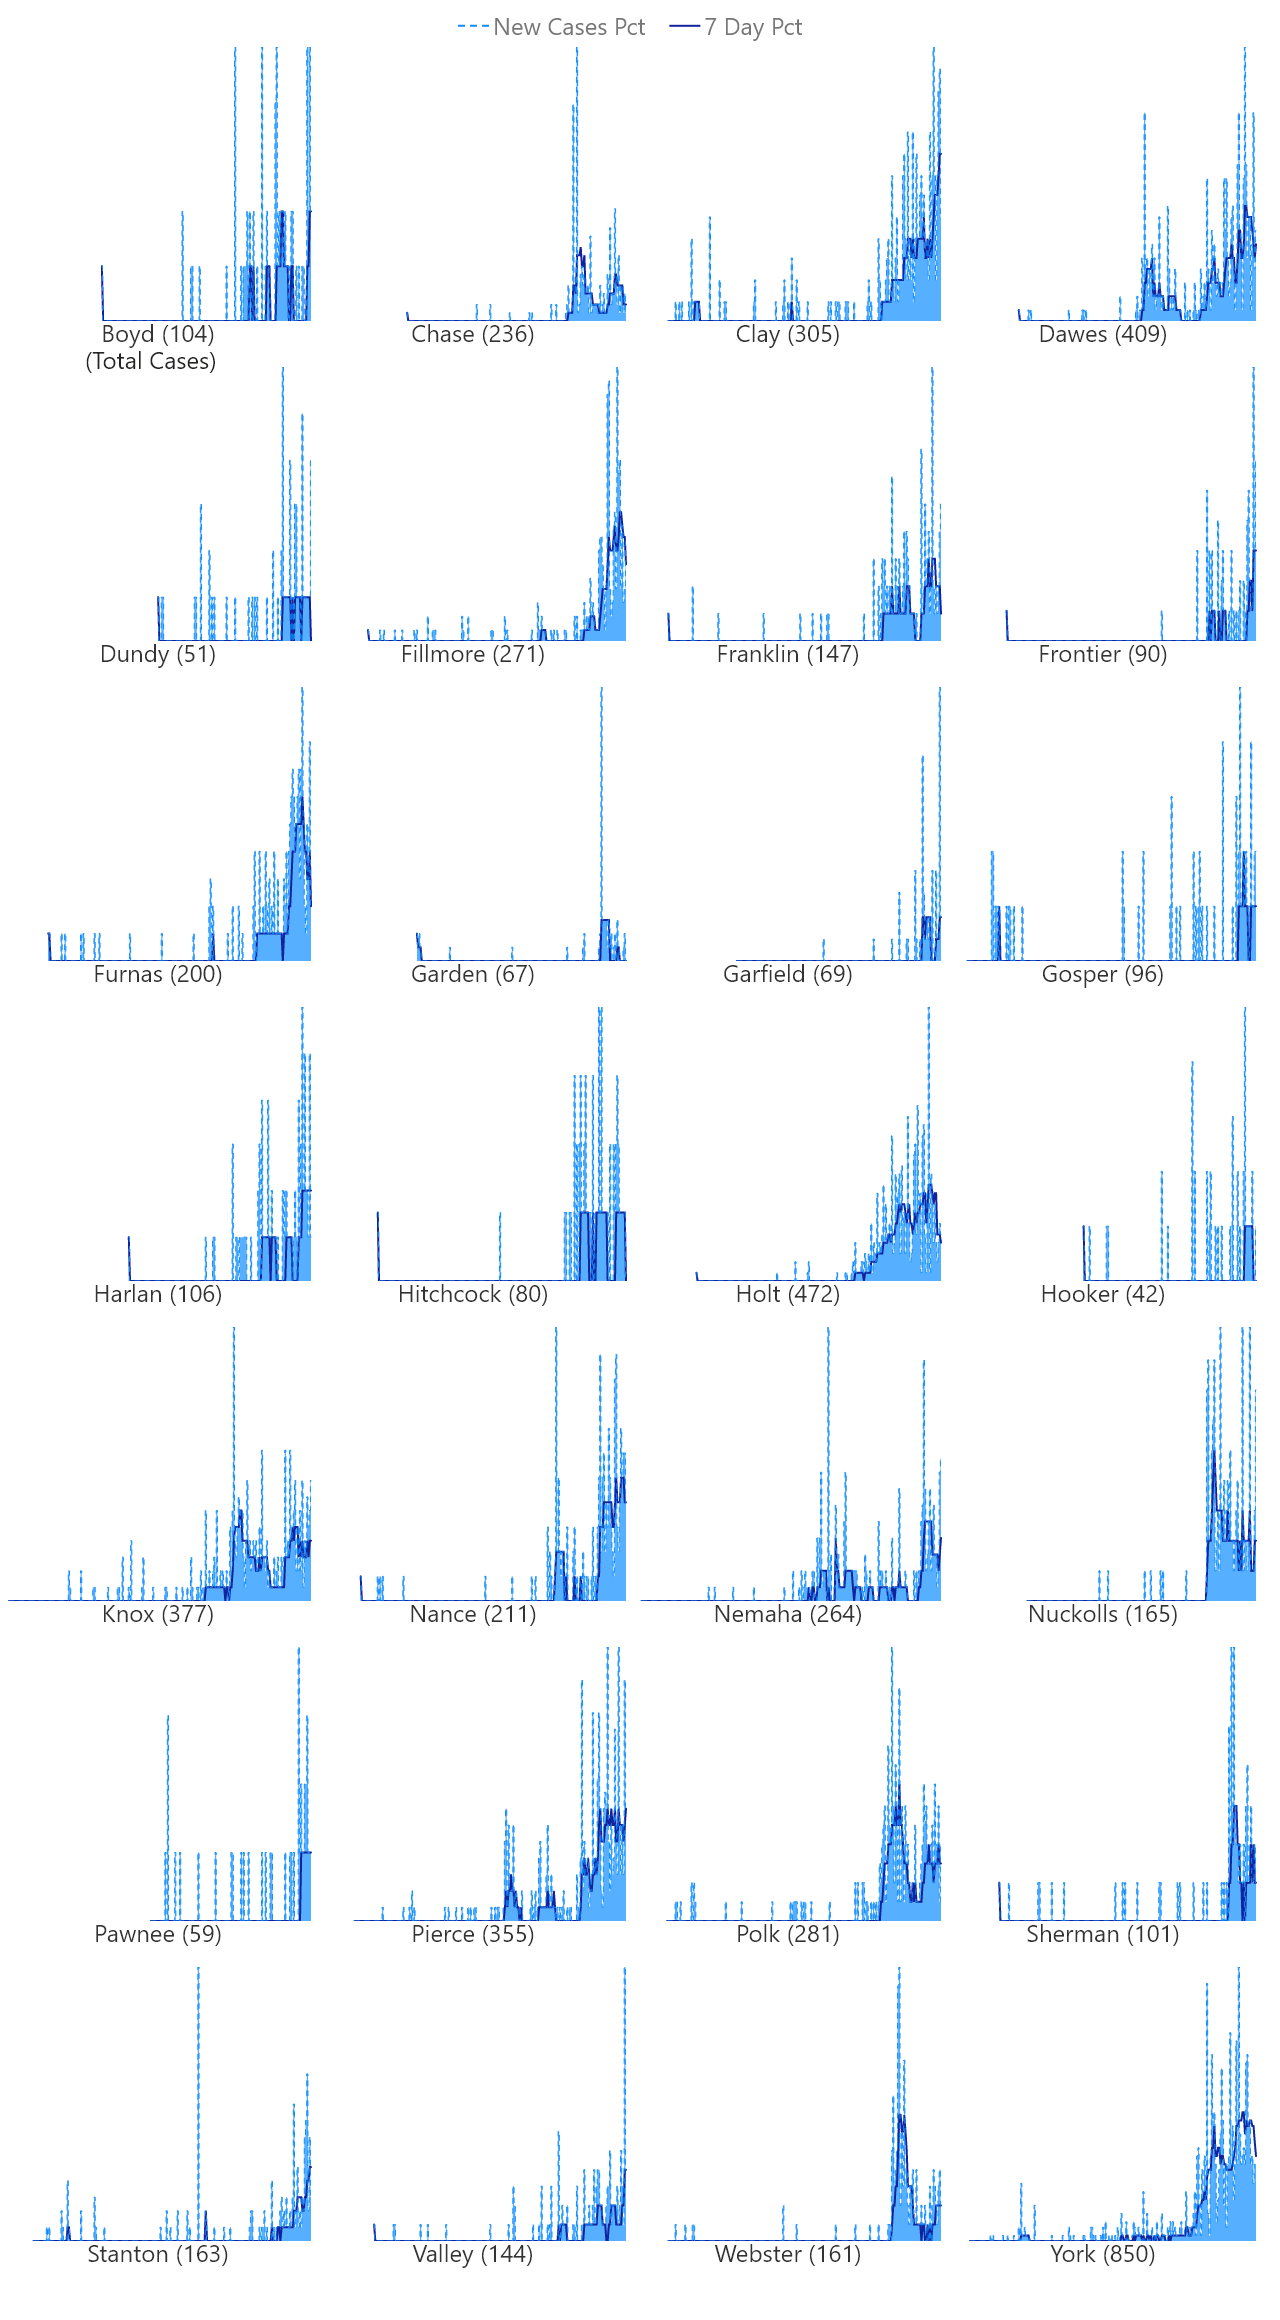 New Cases Pct 7 Day Pct
Boyd (104) Chase (236) Clay (305) Dawes (409)
(Total Cases)
Dundy (51) Fillmore (271) Franklin (147) Frontier (90)
Furnas (200) Garden (67) Garfield (69) Gosper (96)
Harlan (106) Hitchcock (80) Holt (472) Hooker (42)
Knox (377) Nance (211) Nemaha (264) Nuckolls (165)
Pawnee (59) Pierce (355) Polk (281) Sherman (101)
Stanton (163) Valley (144) Webster (161) York (850)